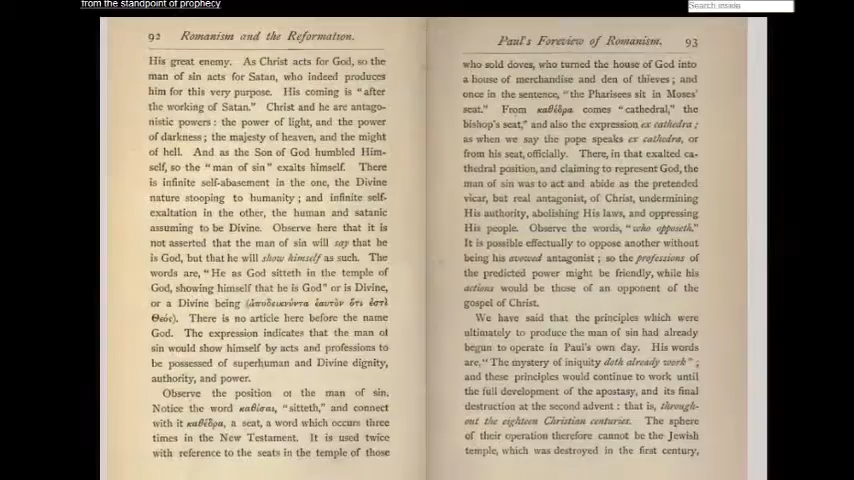 from the standpoint of prophecy
Search inside
92 Romanism and the Reformation.
His great enemy. As Christ acts for God, so the
man of sin acts for Satan, who indeed produces
him for this very purpose. His coming is "after
the working of Satan." Christ and he are antago-
nistic powers: the power of light, and the power
of darkness; the majesty of heaven, and the might
of hell. And as the Son of God humbled Him-
self, so the "man of sin" exalts himself. There
is infinite self-abasement in the one, the Divine
nature stooping to humanity; and infinite self-
exaltation in the other, the human and satanic
assuming to be Divine. Observe here that it is
not asserted that the man of sin will say that he
is God, but that he will show himself as such. The
words are, "He as God sitteth in the temple of
God, showing himself that he is God" or is Divine,
or a Divine being (ἀποδεικνύντα ἑαυτὸν ὅτι ἐστὶ
Θεός). There is no article here before the name
God. The expression indicates that the man of
sin would show himself by acts and professions to
be possessed of superhuman and Divine dignity,
authority, and power.
Observe the position of the man of sin.
Notice the word καθίσαι, "sitteth," and connect
with it καθέδρα, a seat, a word which occurs three
times in the New Testament. It is used twice
with reference to the seats in the temple of those
Paul's Foreview of Romanism. 93
who sold doves, who turned the house of God into
a house of merchandise and den of thieves; and
once in the sentence, "the Pharisees sit in Moses'
seat." From καθέδρα comes "cathedral," the
bishop's seat," and also the expression ex cathedra;
as when we say the pope speaks ex cathedra, or
from his seat, officially. There, in that exalted ca-
thedral position, and claiming to represent God, the
man of sin was to act and abide as the pretended
vicar, but real antagonist, of Christ, undermining
His authority, abolishing His laws, and oppressing
His people. Observe the words, "who opposeth."
It is possible effectually to oppose another without
being his avowed antagonist; so the professions of
the predicted power might be friendly, while his
actions would be those of an opponent of the
gospel of Christ.
We have said that the principles which were
ultimately to produce the man of sin had already
begun to operate in Paul's own day. His words
are, "The mystery of iniquity doth already work";
and these principles would continue to work until
the full development of the apostasy, and its final
destruction at the second advent: that is, through-
out the eighteen Christian centuries. The sphere
of their operation therefore cannot be the Jewish
temple, which was destroyed in the first century,